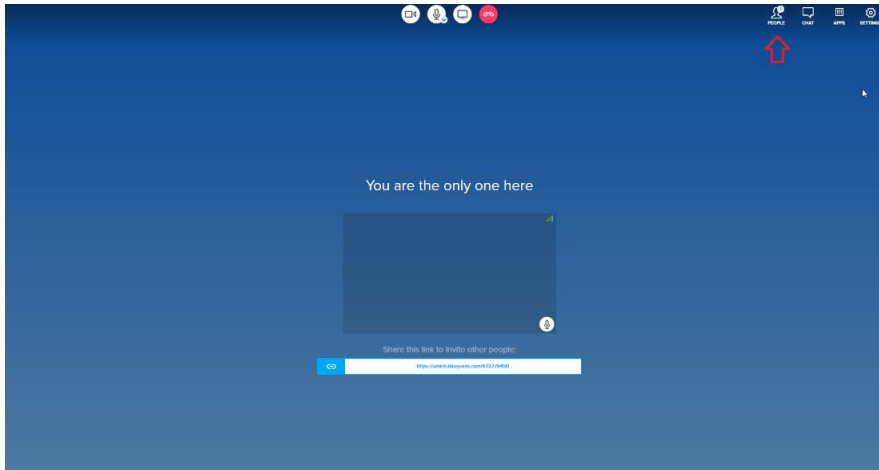 PEOPLE
CHAT
APPS
SETTINGS
You are the only one here
Share this link to invite other people: